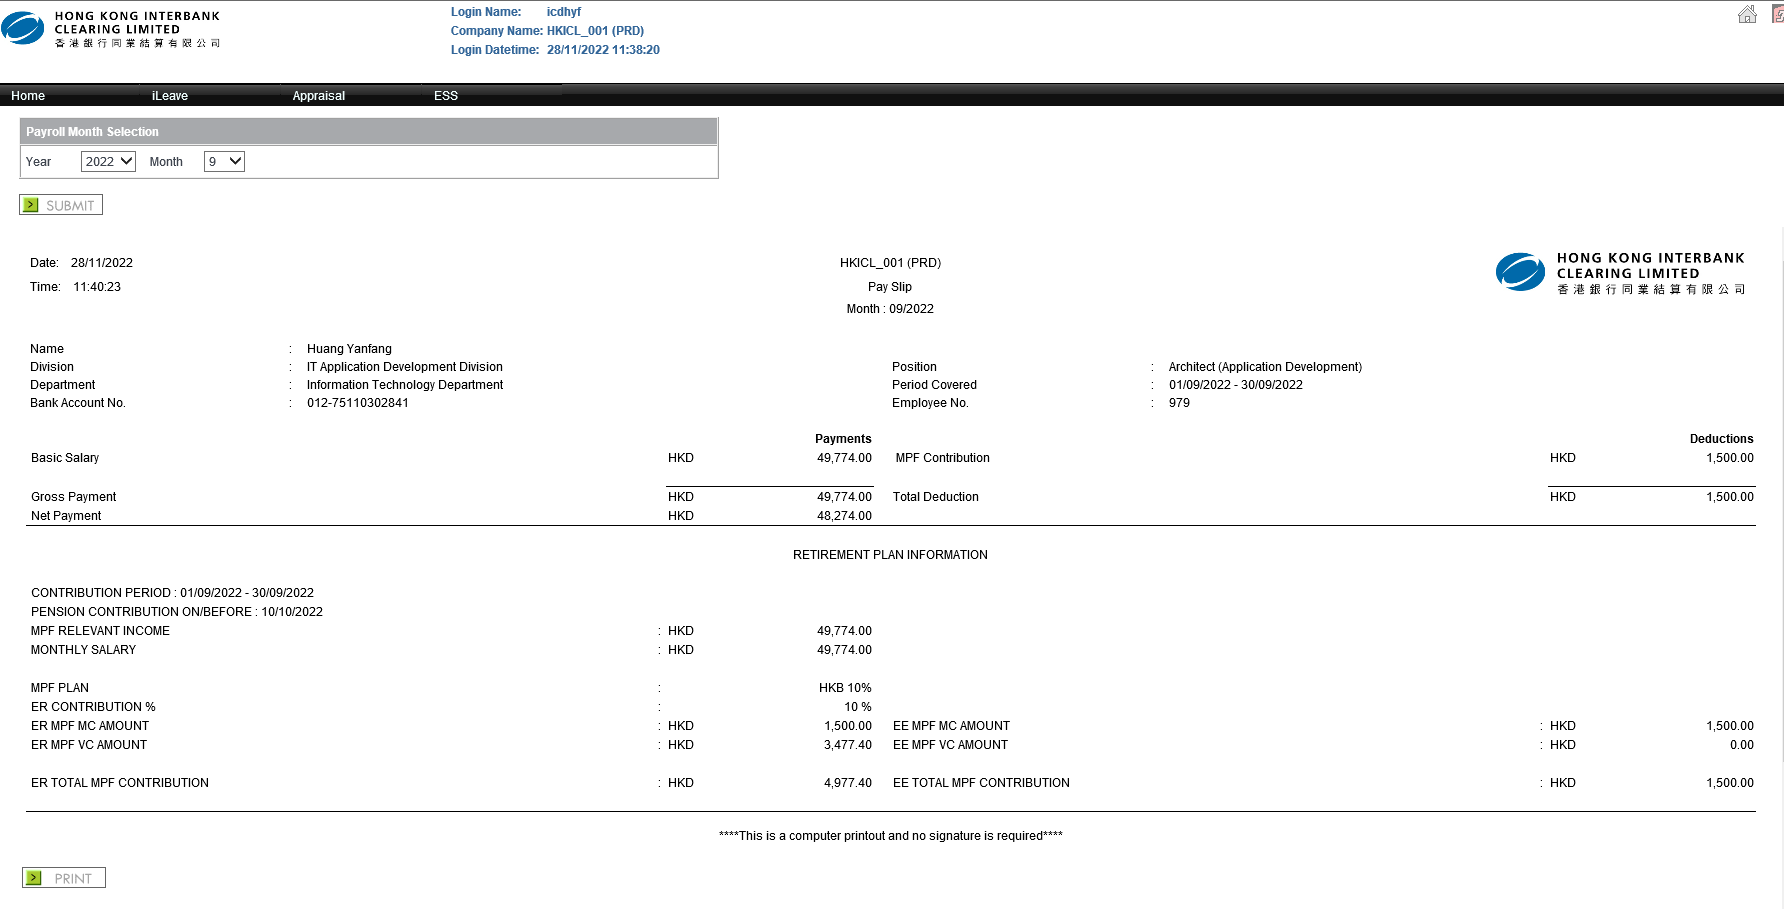 HONG KONG INTERBANK
CLEARING LIMITED
香港銀行同業結算有限公司
Login Name: icdhyf
Company Name: HKICL_001 (PRD)
Login Datetime: 28/11/2022 11:38:20
Home iLeave Appraisal ESS
Payroll Month Selection
Year 2022 Month 9
SUBMIT
Date: 28/11/2022 HKICL_001 (PRD)
HONG KONG INTERBANK
CLEARING LIMITED
香港銀行同業結算有限公司
Time: 11:40:23 Pay Slip
Month : 09/2022
Name : Huang Yanfang
Division : IT Application Development Division Position : Architect (Application Development)
Department : Information Technology Department Period Covered : 01/09/2022 - 30/09/2022
Bank Account No. : 012-75110302841 Employee No. : 979
Payments Deductions
Basic Salary HKD 49,774.00 MPF Contribution HKD 1,500.00
Gross Payment HKD 49,774.00 Total Deduction HKD 1,500.00
Net Payment HKD 48,274.00
RETIREMENT PLAN INFORMATION
CONTRIBUTION PERIOD : 01/09/2022 - 30/09/2022
PENSION CONTRIBUTION ON/BEFORE : 10/10/2022
MPF RELEVANT INCOME : HKD 49,774.00
MONTHLY SALARY : HKD 49,774.00
MPF PLAN : HKB 10%
ER CONTRIBUTION % : 10 %
ER MPF MC AMOUNT : HKD 1,500.00 EE MPF MC AMOUNT : HKD 1,500.00
ER MPF VC AMOUNT : HKD 3,477.40 EE MPF VC AMOUNT : HKD 0.00
ER TOTAL MPF CONTRIBUTION : HKD 4,977.40 EE TOTAL MPF CONTRIBUTION : HKD 1,500.00
****This is a computer printout and no signature is required****
PRINT